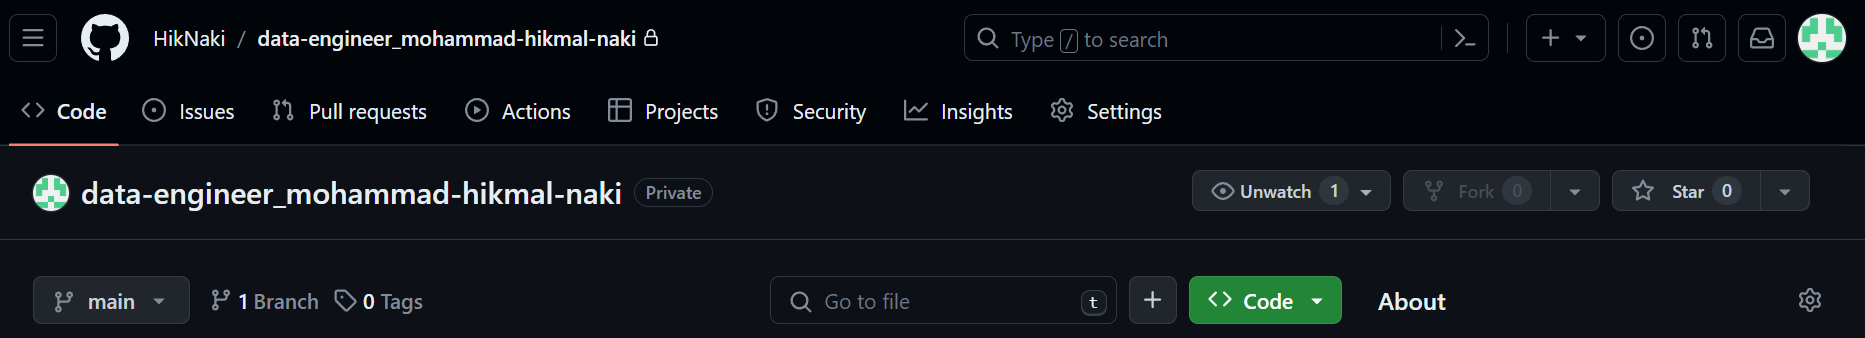 HikNaki / data-engineer_mohammad-hikmal-naki Type / to search
Code Issues Pull requests Actions Projects Security Insights Settings
data-engineer_mohammad-hikmal-naki Private Unwatch 1 Fork 0 Star 0
main 1 Branch 0 Tags Go to file t Code About